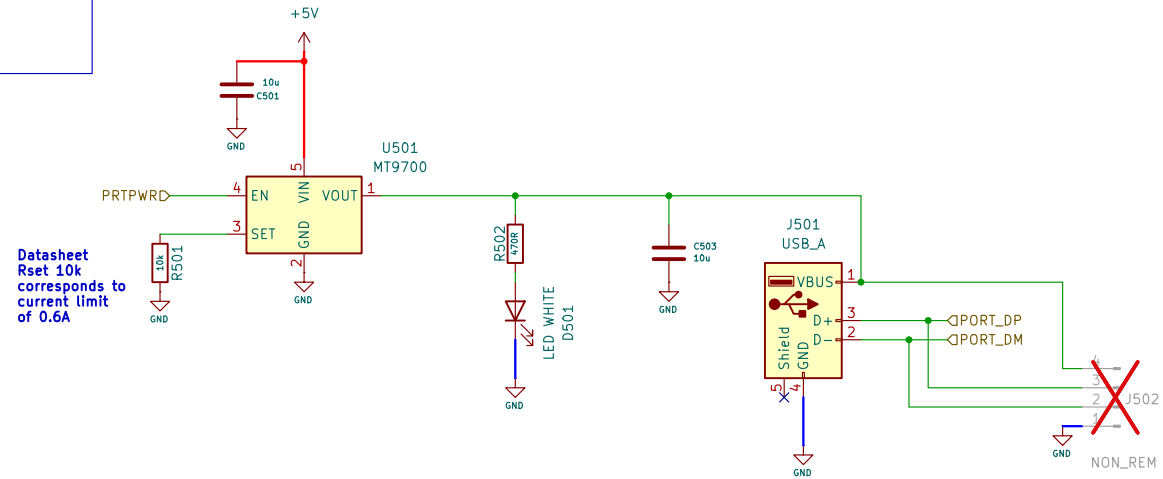 +5V
10u
C501
GND
U501
MT9700
5
PRTPWR
4
EN
VIN
VOUT
1
3
SET
GND
2
GND
10k
R501
GND
Datasheet
Rset 10k
corresponds to
current limit
of 0.6A
R502
470R
LED WHITE
D501
GND
C503
10u
GND
J501
USB_A
VBUS
1
D+
3
D-
2
Shield
GND
5
4
GND
PORT_DP
PORT_DM
4
3
2
1
J502
GND
NON_REM